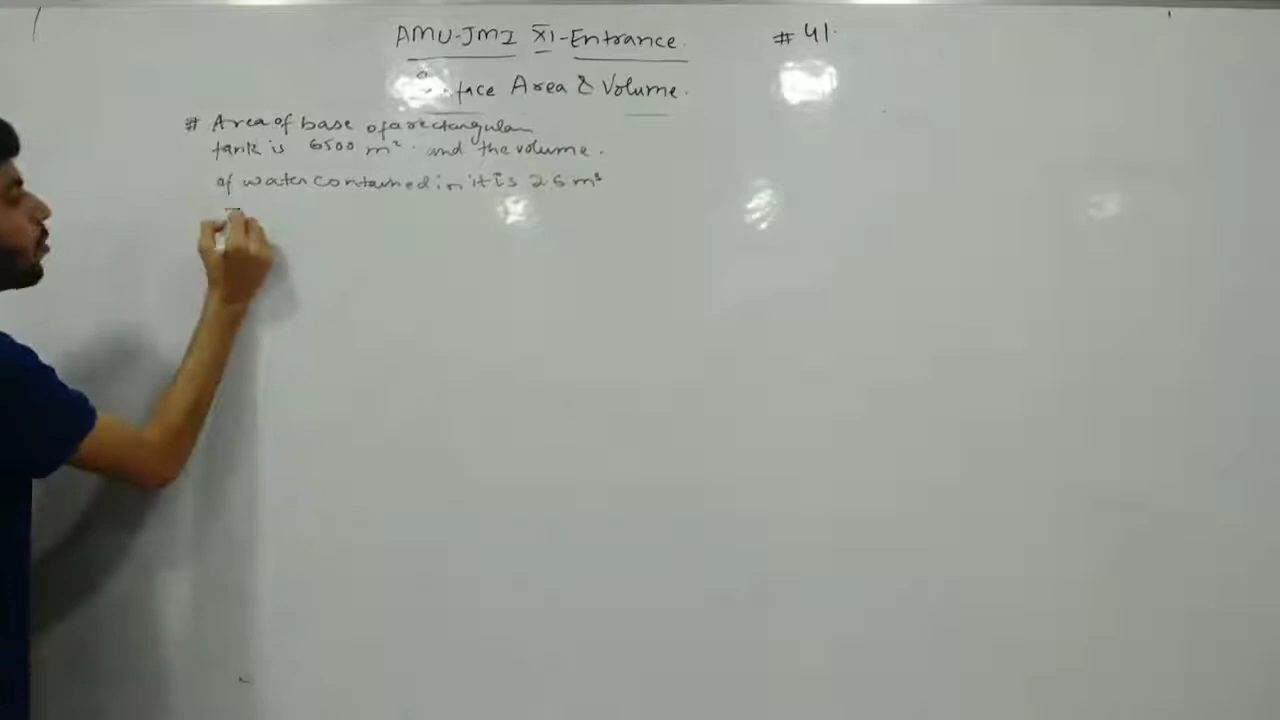 AMU-JMI XI-Entrance. # 41.
face Area & Volume.
# Area of base of a rectangular
tank is 6500 m². and the volume.
of water contained in it is 2.6 m³